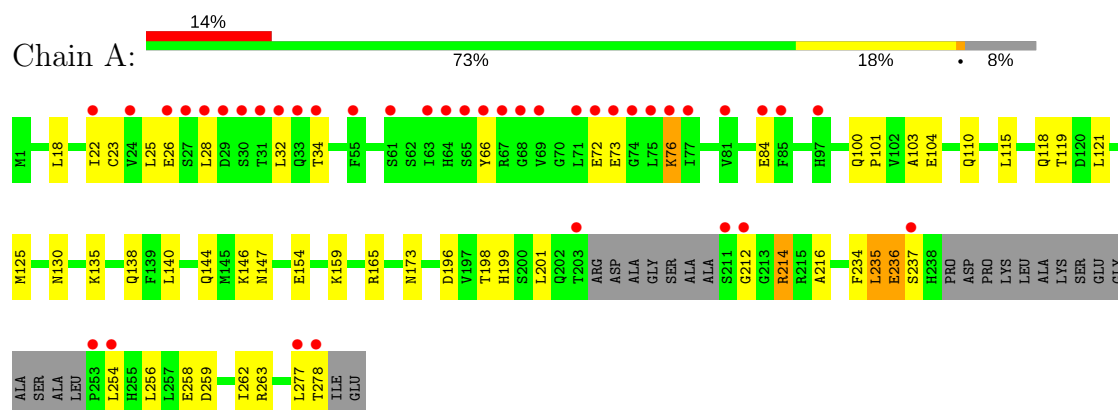 14%
Chain A:
73% 18% • 8%
M1 L18 I22 C23 V24 L25 E26 S27 L28 D29 S30 T31 L32 Q33 T34 F55 S61 S62 I63 H64 S65 V66 R67 G68 V69 G70 L71 E72 E73 G74 L75 K76 I77 V81 E84 F85 H97 Q100 P101 V102 A103 E104 Q110 L115 Q118 T119 D120 L121
M125 N130 K135 Q138 F139 L140 Q144 M145 K146 N147 E154 K159 R165 N173 D196 V197 T198 H199 S200 L201 Q202 T203 ARG ASP ALA GLY SER ALA ALA S211 G212 G213 R214 R215 A216 F234 L235 E236 S237 H238 PRO ASP PRO LYS LEU ALA LYS SER GLU GLY
ALA SER ALA LEU P253 L254 H255 L256 L257 E258 D259 I262 R263 L277 T278 ILE GLU